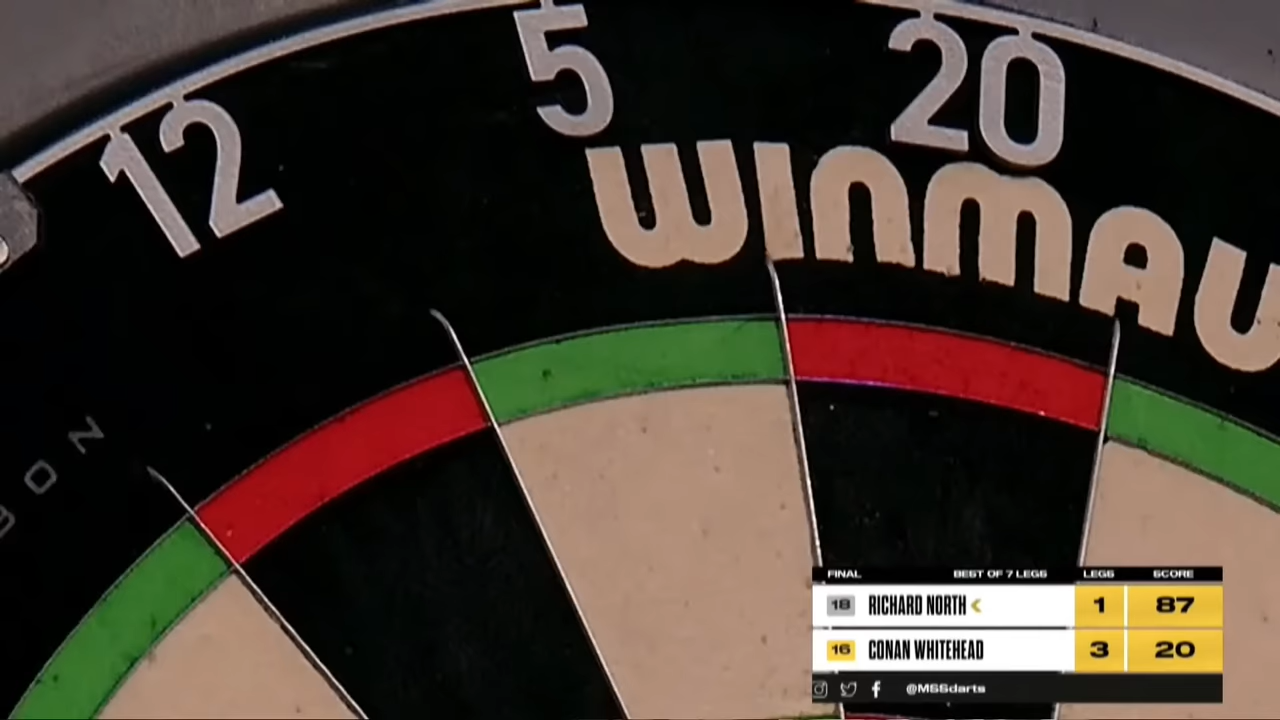 12
5
20
WINMAU
BON
FINAL BEST OF 7 LEGS LEGS SCORE
18 RICHARD NORTH 1 87
16 CONAN WHITEHEAD 3 20
@MSSdarts